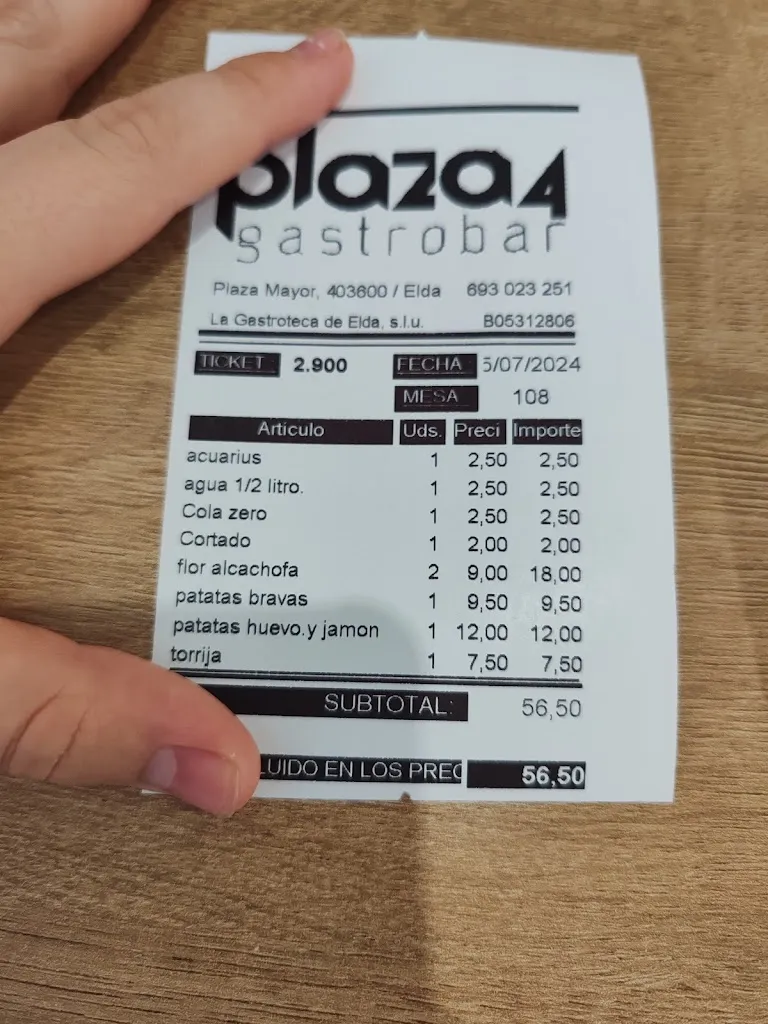 plaza4
gastrobar
Plaza Mayor, 403600 / Elda 693 023 251
La Gastroteca de Elda, s.l.u. B05312806
TICKET: 2.900 FECHA 5/07/2024
MESA 108
Artículo Uds. Preci Importe
acuarius 1 2,50 2,50
agua 1/2 litro. 1 2,50 2,50
Cola zero 1 2,50 2,50
Cortado 1 2,00 2,00
flor alcachofa 2 9,00 18,00
patatas bravas 1 9,50 9,50
patatas huevo.y jamon 1 12,00 12,00
torrija 1 7,50 7,50
SUBTOTAL: 56,50
LUIDO EN LOS PREC 56,50